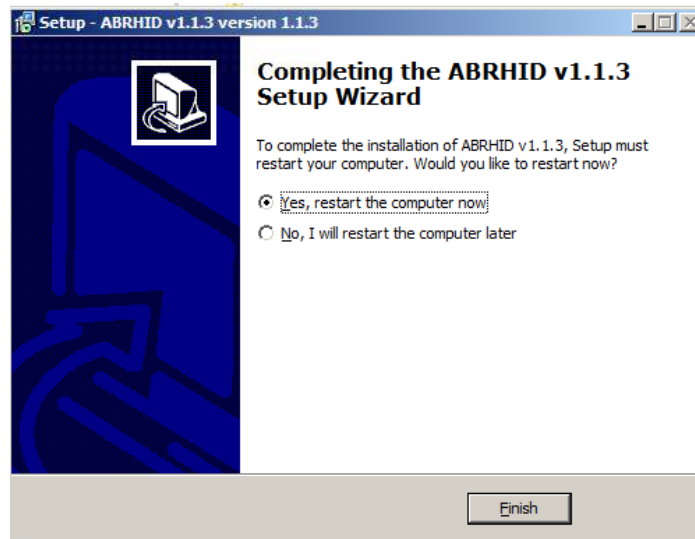 Setup - ABRHID v1.1.3 version 1.1.3
Completing the ABRHID v1.1.3
Setup Wizard
To complete the installation of ABRHID v1.1.3, Setup must
restart your computer. Would you like to restart now?
Yes, restart the computer now
No, I will restart the computer later
Finish